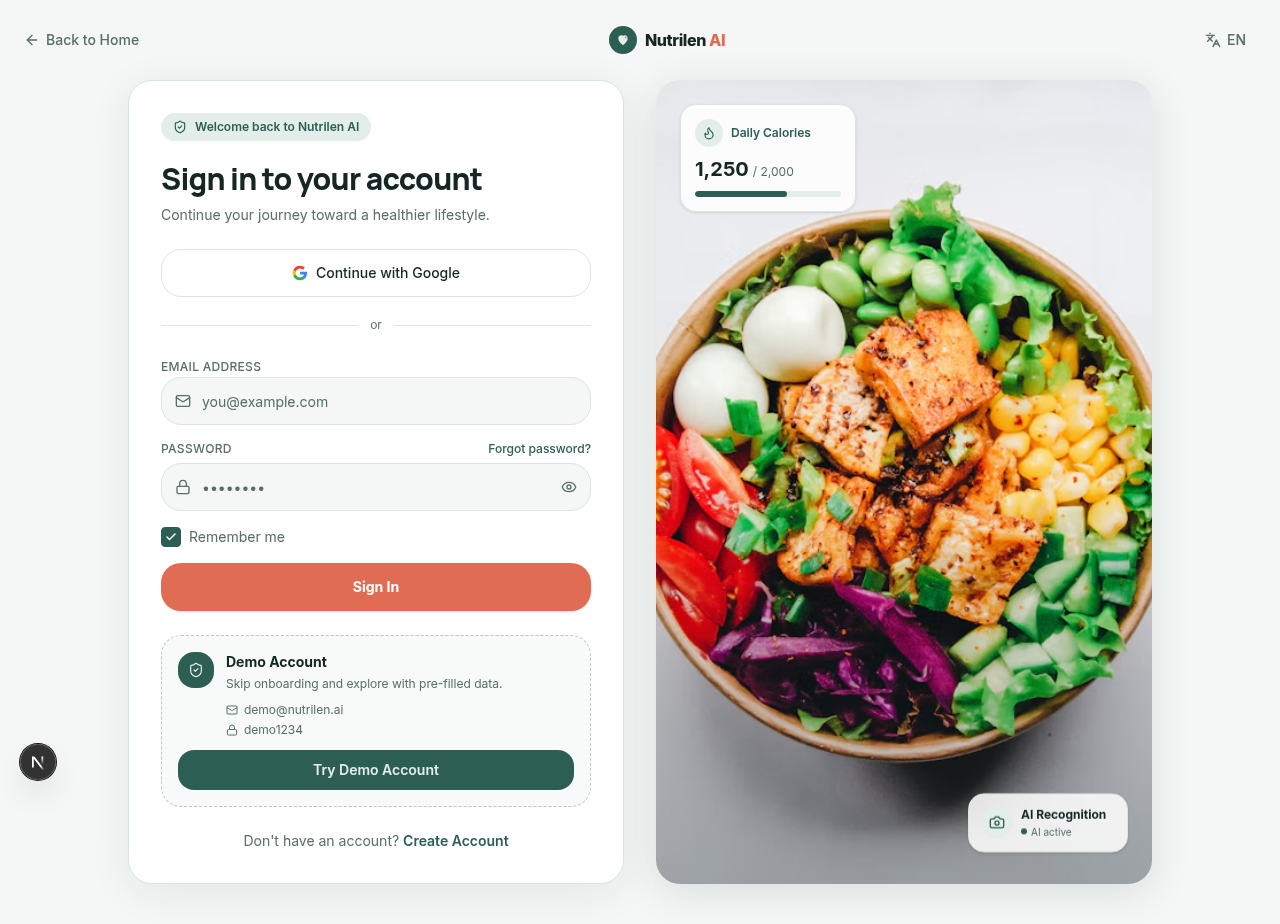 Back to Home
Nutrilen AI
EN
Welcome back to Nutrilen AI
Sign in to your account
Continue your journey toward a healthier lifestyle.
Continue with Google
or
EMAIL ADDRESS
you@example.com
PASSWORD
Forgot password?
••••••••
Remember me
Sign In
Demo Account
Skip onboarding and explore with pre-filled data.
demo@nutrilen.ai
demo1234
Try Demo Account
Don't have an account? Create Account
N
Daily Calories
1,250 / 2,000
AI Recognition
AI active